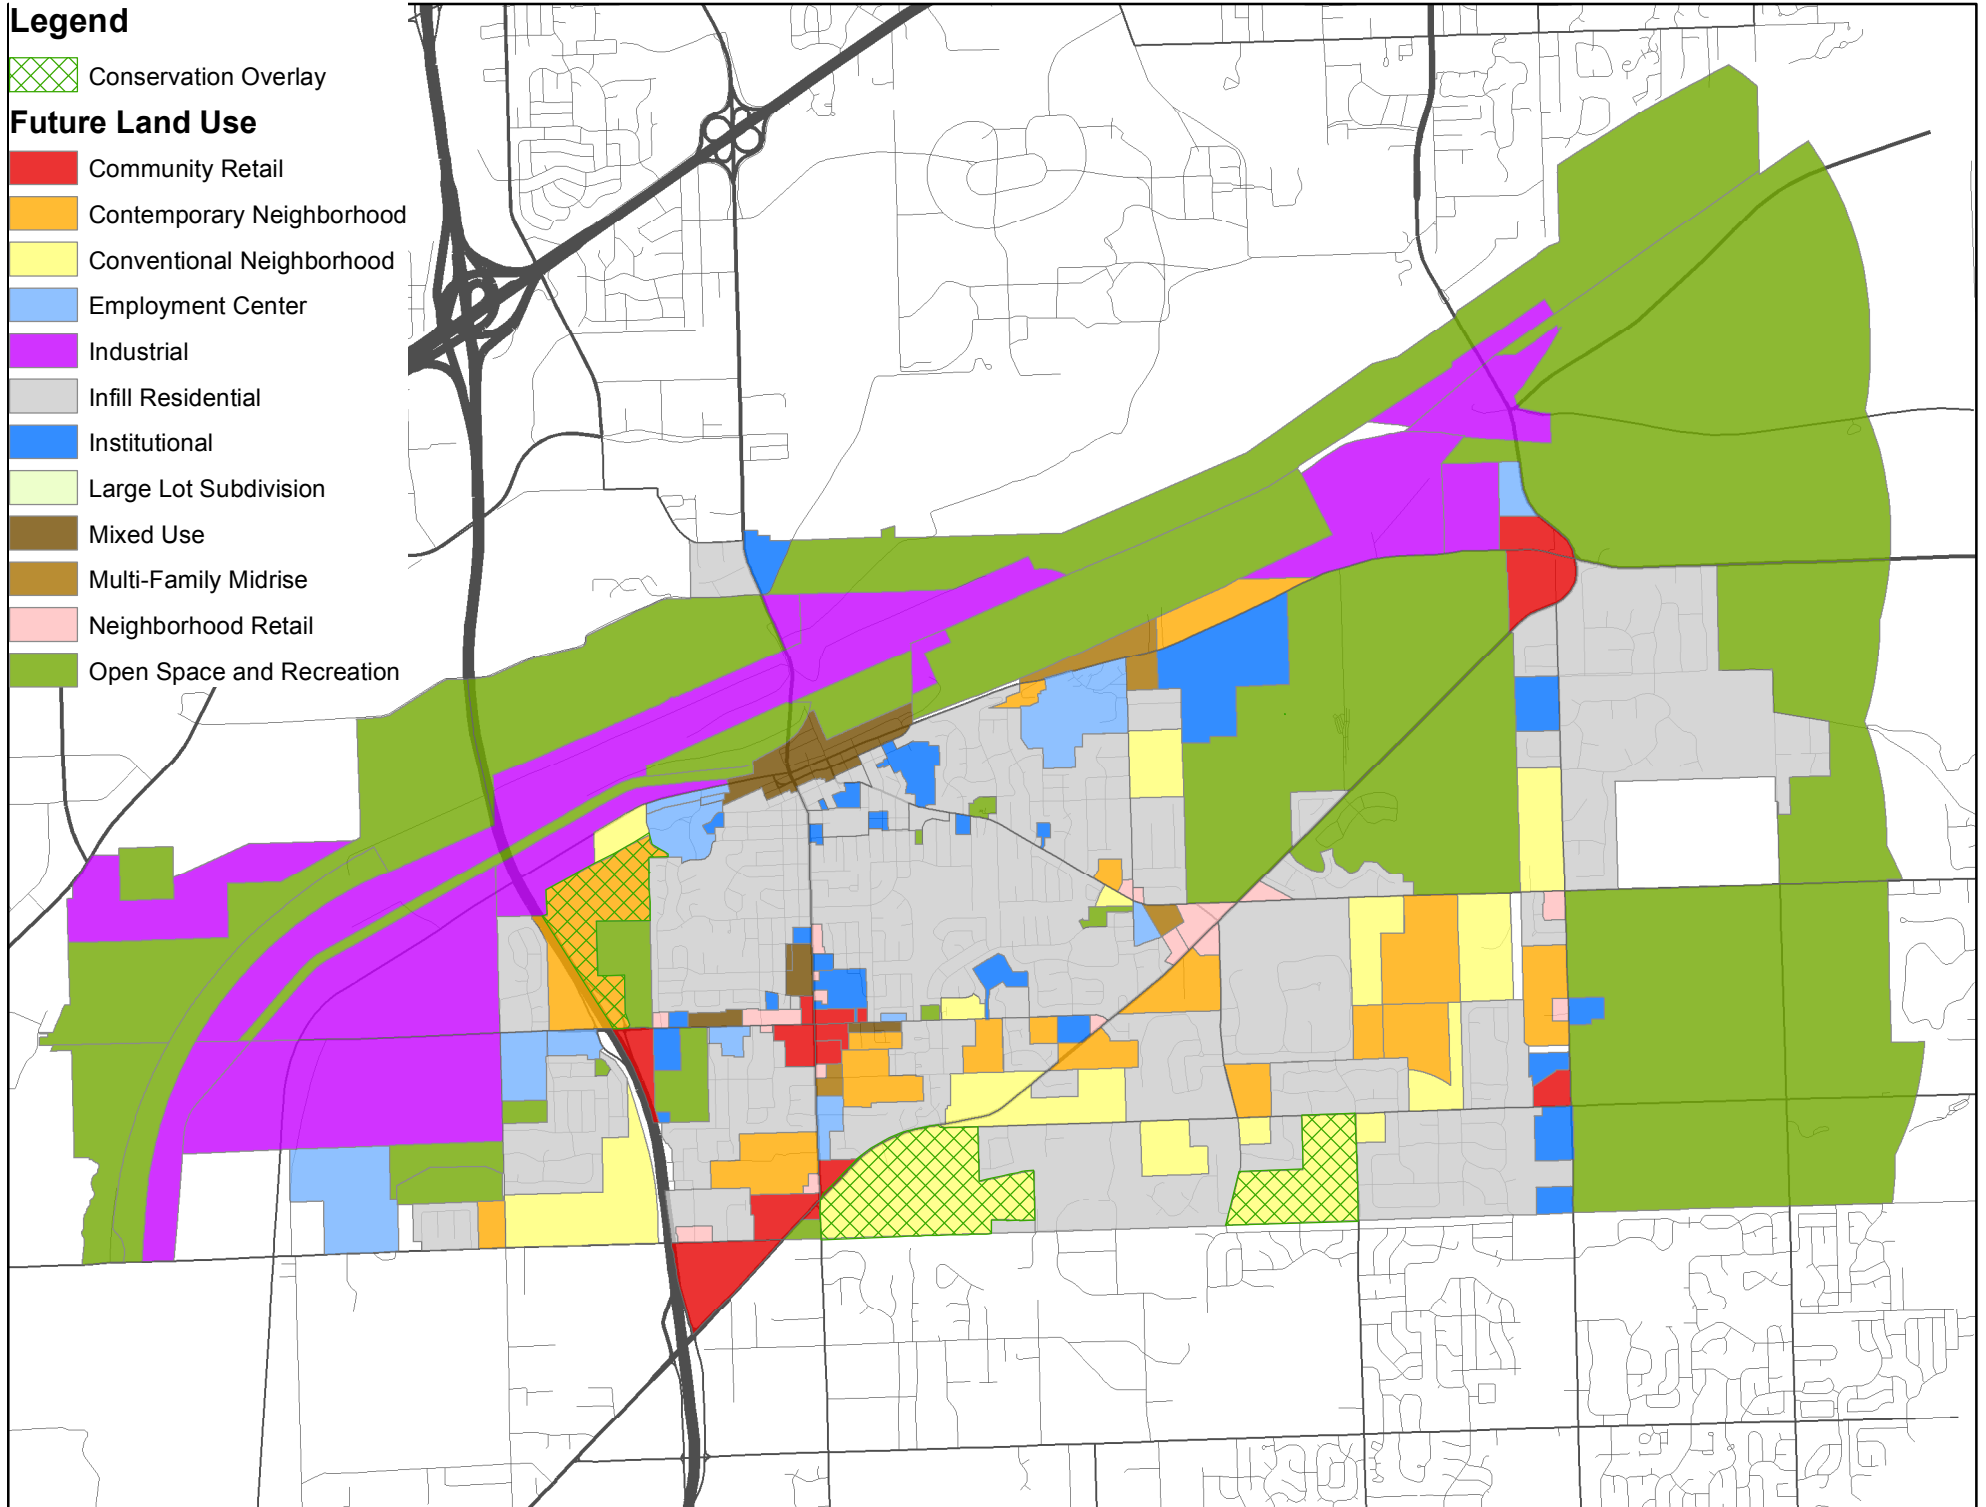 Legend
Conservation Overlay
Future Land Use
Community Retail
Contemporary Neighborhood
Conventional Neighborhood
Employment Center
Industrial
Infill Residential
Institutional
Large Lot Subdivision
Mixed Use
Multi-Family Midrise
Neighborhood Retail
Open Space and Recreation